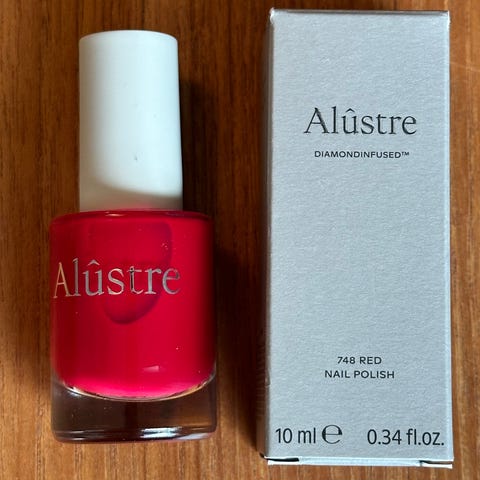 Alûstre
Alûstre
DIAMONDINFUSED™
748 RED
NAIL POLISH
10 ml ℮ 0.34 fl.oz.